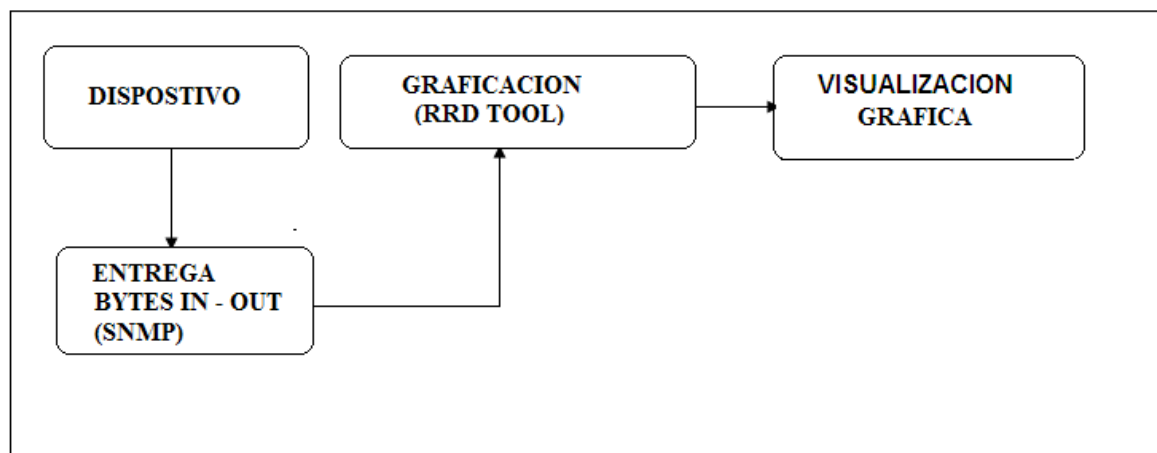 DISPOSTIVO
ENTREGA
BYTES IN - OUT
(SNMP)
GRAFICACION
(RRD TOOL)
VISUALIZACION
GRAFICA